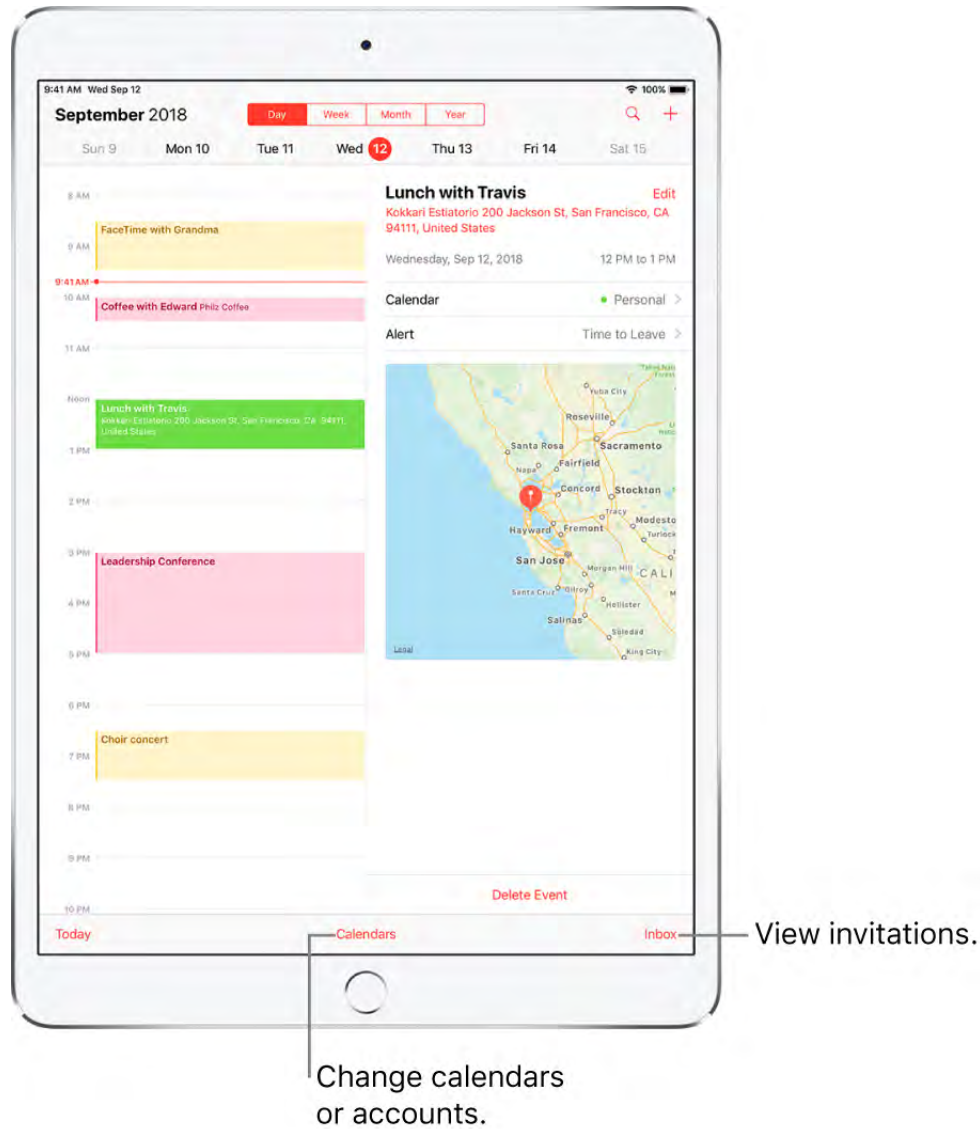 9:41 AM Wed Sep 12
100%
September 2018
Day Week Month Year
Sun 9 Mon 10 Tue 11 Wed 12 Thu 13 Fri 14 Sat 15
8 AM
FaceTime with Grandma
9 AM
9:41 AM
10 AM
Coffee with Edward Philz Coffee
11 AM
Noon
Lunch with Travis
Kokkari Estiatorio 200 Jackson St, San Francisco, CA 94111,
United States
1 PM
2 PM
3 PM
Leadership Conference
4 PM
5 PM
6 PM
Choir concert
7 PM
8 PM
9 PM
10 PM
Lunch with Travis
Edit
Kokkari Estiatorio 200 Jackson St, San Francisco, CA
94111, United States
Wednesday, Sep 12, 2018 12 PM to 1 PM
Calendar Personal
Alert Time to Leave
Yuba City
Roseville
Santa Rosa Sacramento
Napa Fairfield
Concord Stockton
Tracy
Modesto
Hayward Fremont
Turlock
San Jose
Morgan Hill
CALI
Santa Cruz Gilroy
Hollister
Salinas
Soledad
Legal
King City
Delete Event
Today Calendars Inbox
View invitations.
Change calendars
or accounts.